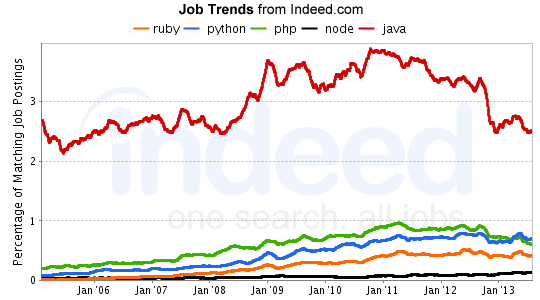 Job Trends from Indeed.com
ruby python php node java
Percentage of Matching Job Postings
3
2
1
0
Jan '06 Jan '07 Jan '08 Jan '09 Jan '10 Jan '11 Jan '12 Jan '13
indeed
one search. all jobs.